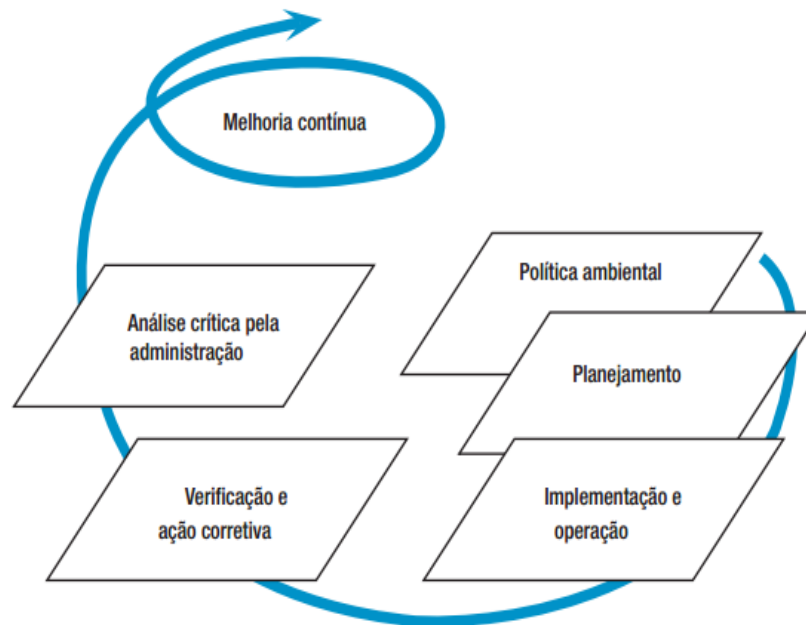 Melhoria contínua
Política ambiental
Planejamento
Implementação e
operação
Verificação e
ação corretiva
Análise crítica pela
administração